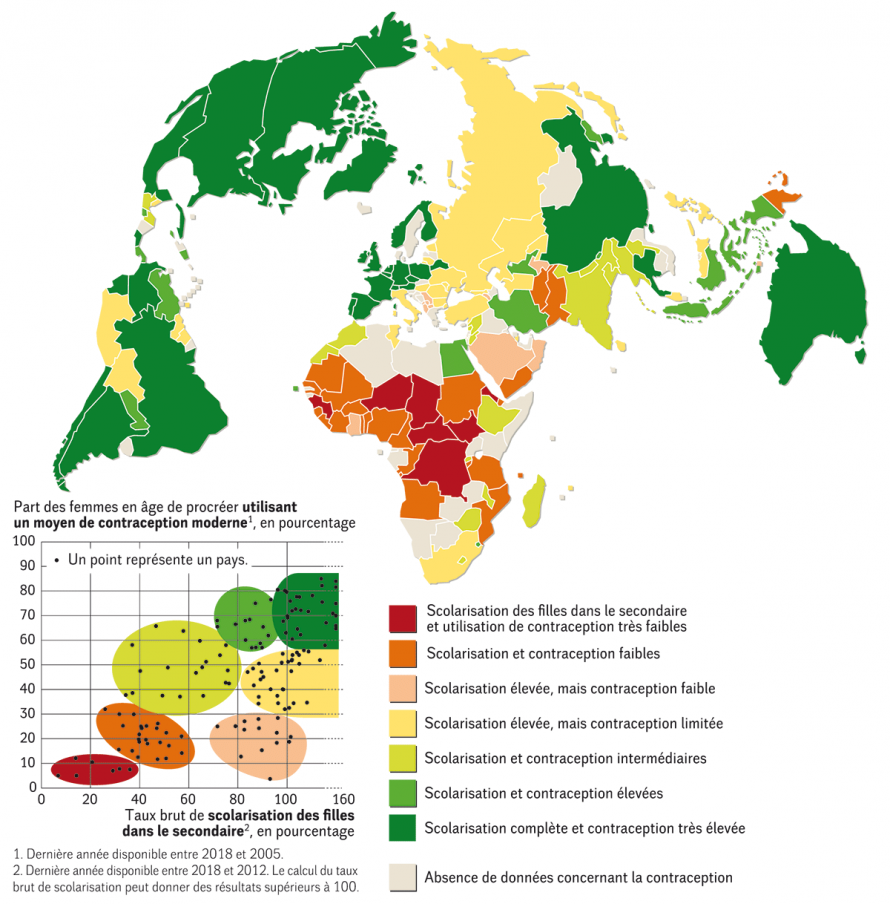 Part des femmes en âge de procréer utilisant
un moyen de contraception moderne1, en pourcentage
100
90
80
70
60
50
40
30
20
10
0
• Un point représente un pays.
0 20 40 60 80 100 160
Taux brut de scolarisation des filles
dans le secondaire2, en pourcentage
1. Dernière année disponible entre 2018 et 2005.
2. Dernière année disponible entre 2018 et 2012. Le calcul du taux
brut de scolarisation peut donner des résultats supérieurs à 100.
Scolarisation des filles dans le secondaire
et utilisation de contraception très faibles
Scolarisation et contraception faibles
Scolarisation élevée, mais contraception faible
Scolarisation élevée, mais contraception limitée
Scolarisation et contraception intermédiaires
Scolarisation et contraception élevées
Scolarisation complète et contraception très élevée
Absence de données concernant la contraception